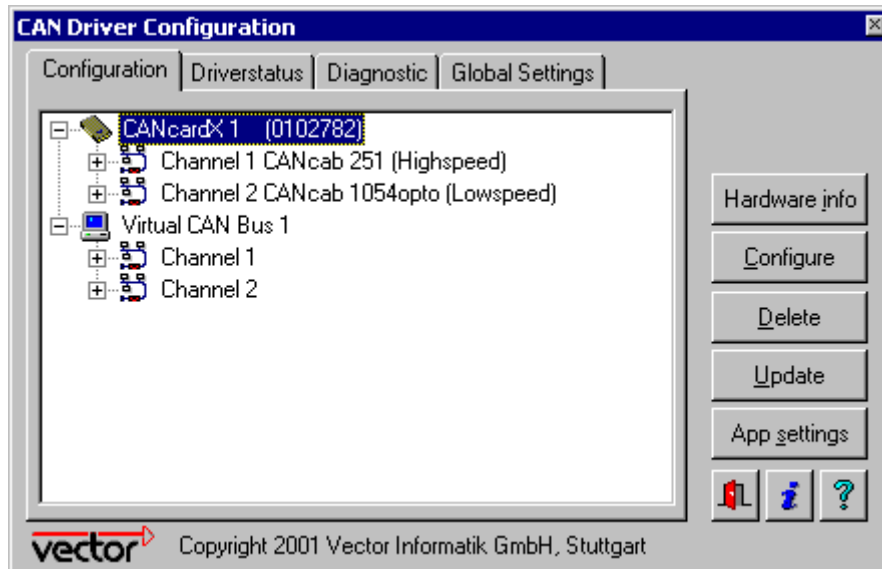 CAN Driver Configuration
Configuration Driverstatus Diagnostic Global Settings
CANcardX 1 (0102782)
Channel 1 CANcab 251 (Highspeed)
Channel 2 CANcab 1054opto (Lowspeed)
Virtual CAN Bus 1
Channel 1
Channel 2
Hardware info
Configure
Delete
Update
App settings
vector Copyright 2001 Vector Informatik GmbH, Stuttgart